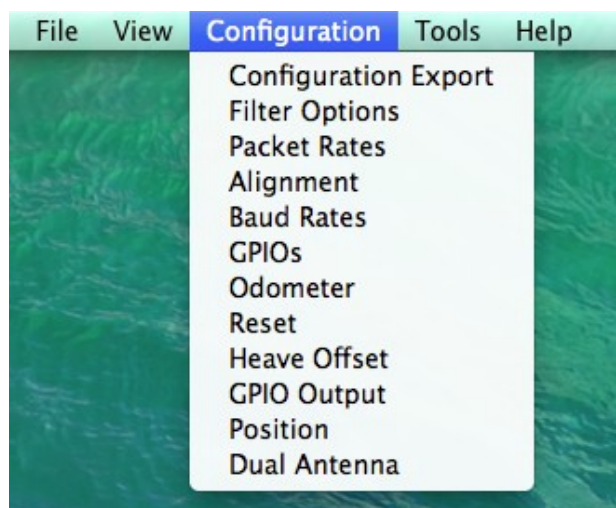 File View Configuration Tools Help
Configuration Export
Filter Options
Packet Rates
Alignment
Baud Rates
GPIOs
Odometer
Reset
Heave Offset
GPIO Output
Position
Dual Antenna